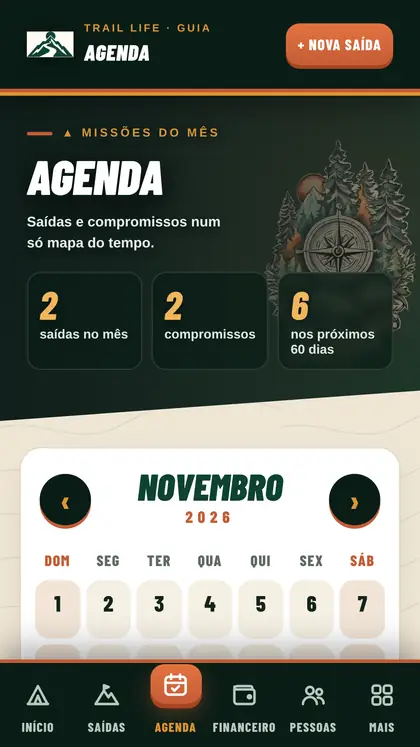 TRAIL LIFE · GUIA
AGENDA
+ NOVA SAÍDA
▲ MISSÕES DO MÊS
AGENDA
Saídas e compromissos num
só mapa do tempo.
2
saídas no mês
2
compromissos
6
nos próximos
60 dias
‹
NOVEMBRO
›
2026
DOM SEG TER QUA QUI SEX SÁB
1 2 3 4 5 6 7
INÍCIO SAÍDAS AGENDA FINANCEIRO PESSOAS MAIS